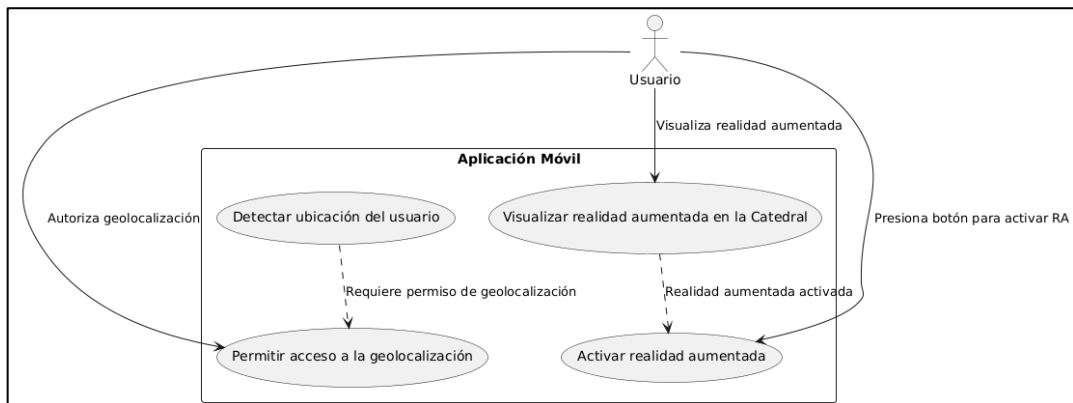 Usuario
Visualiza realidad aumentada
Aplicación Móvil
Autoriza geolocalización
Detectar ubicación del usuario
Visualizar realidad aumentada en la Catedral
Presiona botón para activar RA
Requiere permiso de geolocalización
Realidad aumentada activada
Permitir acceso a la geolocalización
Activar realidad aumentada